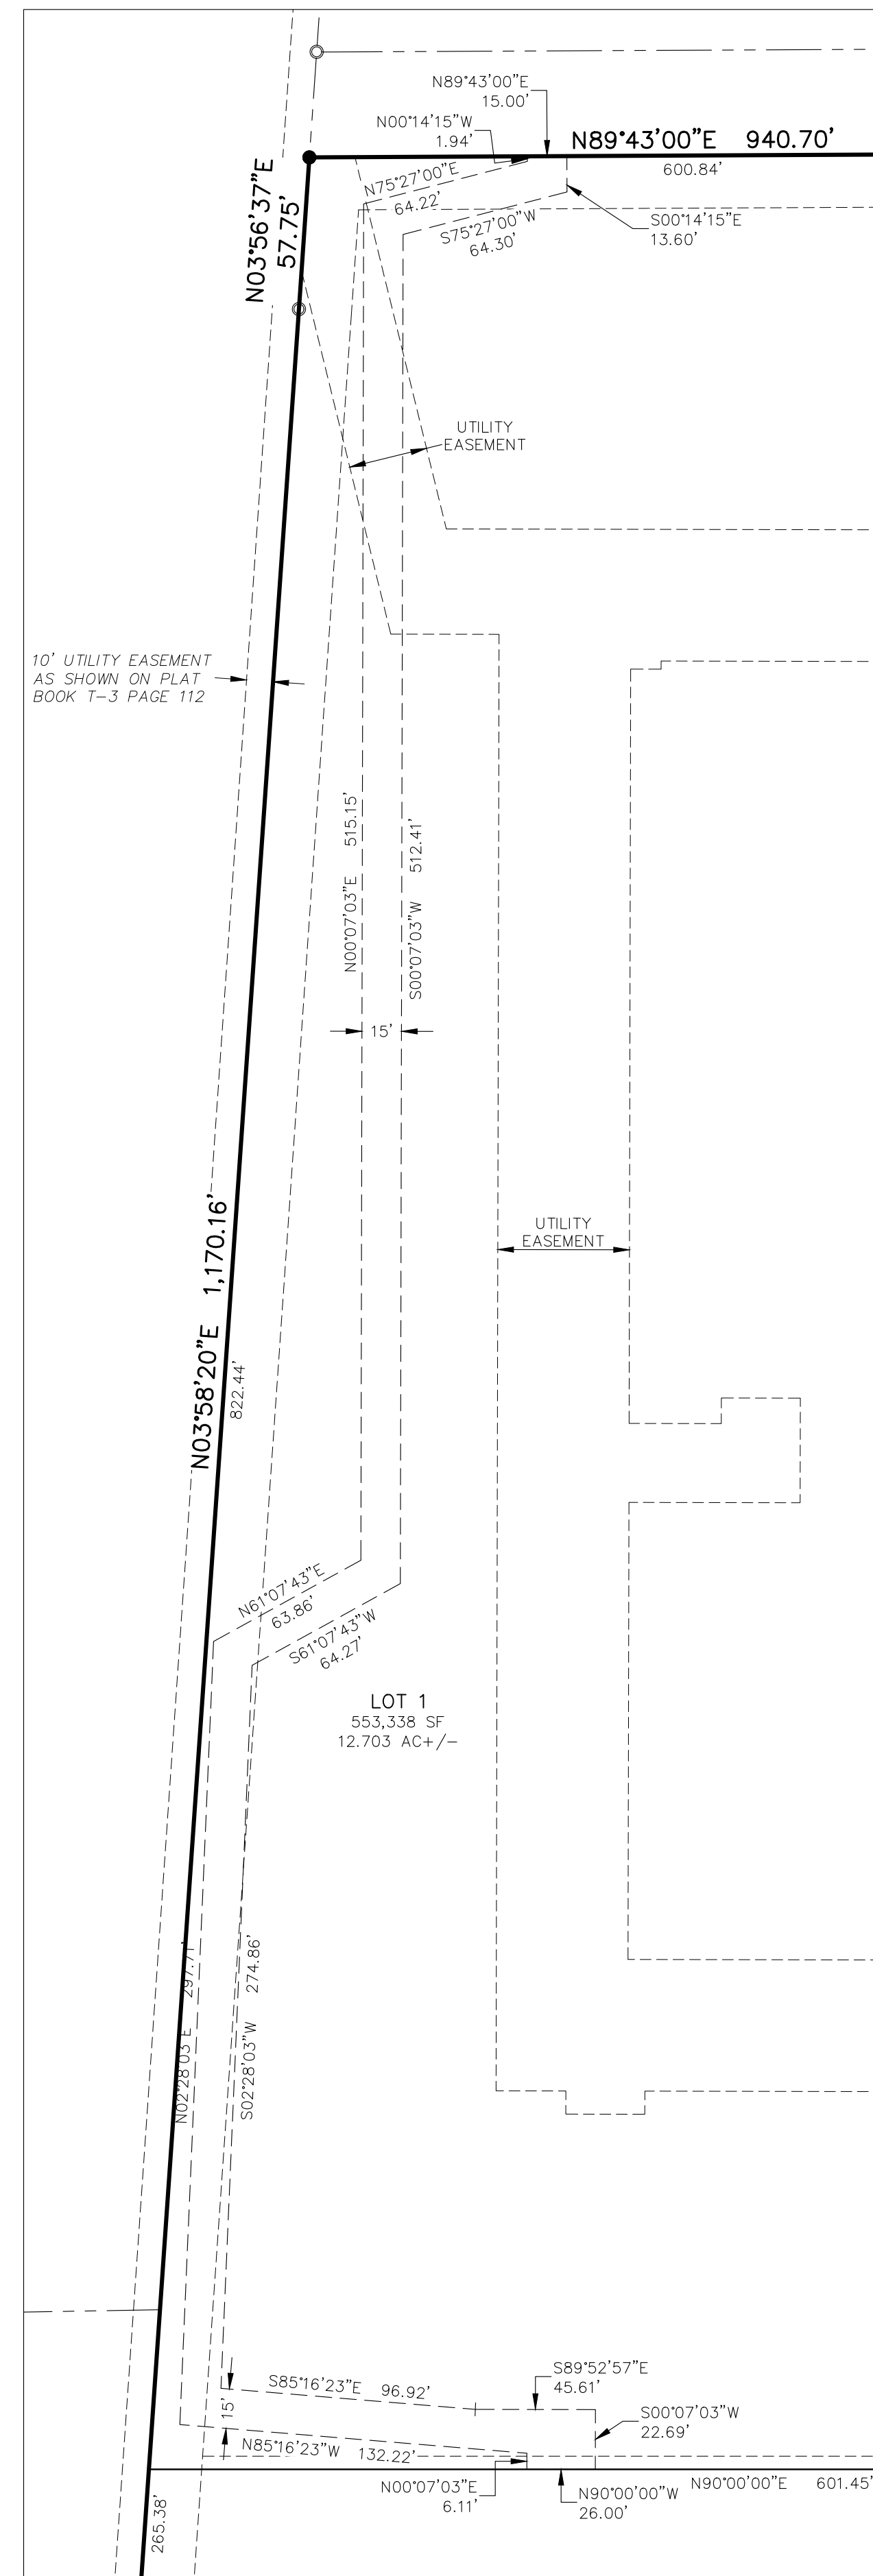 N89°43'00"E
15.00'
N00°14'15"W
1.94'
N89°43'00"E 940.70'
600.84'
N75°27'00"E
64.22'
S75°27'00"W
64.30'
S00°14'15"E
13.60'
N03°56'37"E
57.75'
UTILITY
EASEMENT
10' UTILITY EASEMENT
AS SHOWN ON PLAT
BOOK T-3 PAGE 112
N00°07'03"E 515.15'
S00°07'03"W 512.41'
15'
UTILITY
EASEMENT
N03°58'20"E 1,170.16'
822.44'
N61°07'43"E
63.86'
S61°07'43"W
64.27'
LOT 1
553,338 SF
12.703 AC+/-
N02°28'03"E 297.71'
S02°28'03"W 274.86'
S85°16'23"E 96.92'
S89°52'57"E
45.61'
15'
S00°07'03"W
22.69'
N85°16'23"W 132.22'
N00°07'03"E
6.11'
N90°00'00"W
26.00'
N90°00'00"E 601.45'
265.38'